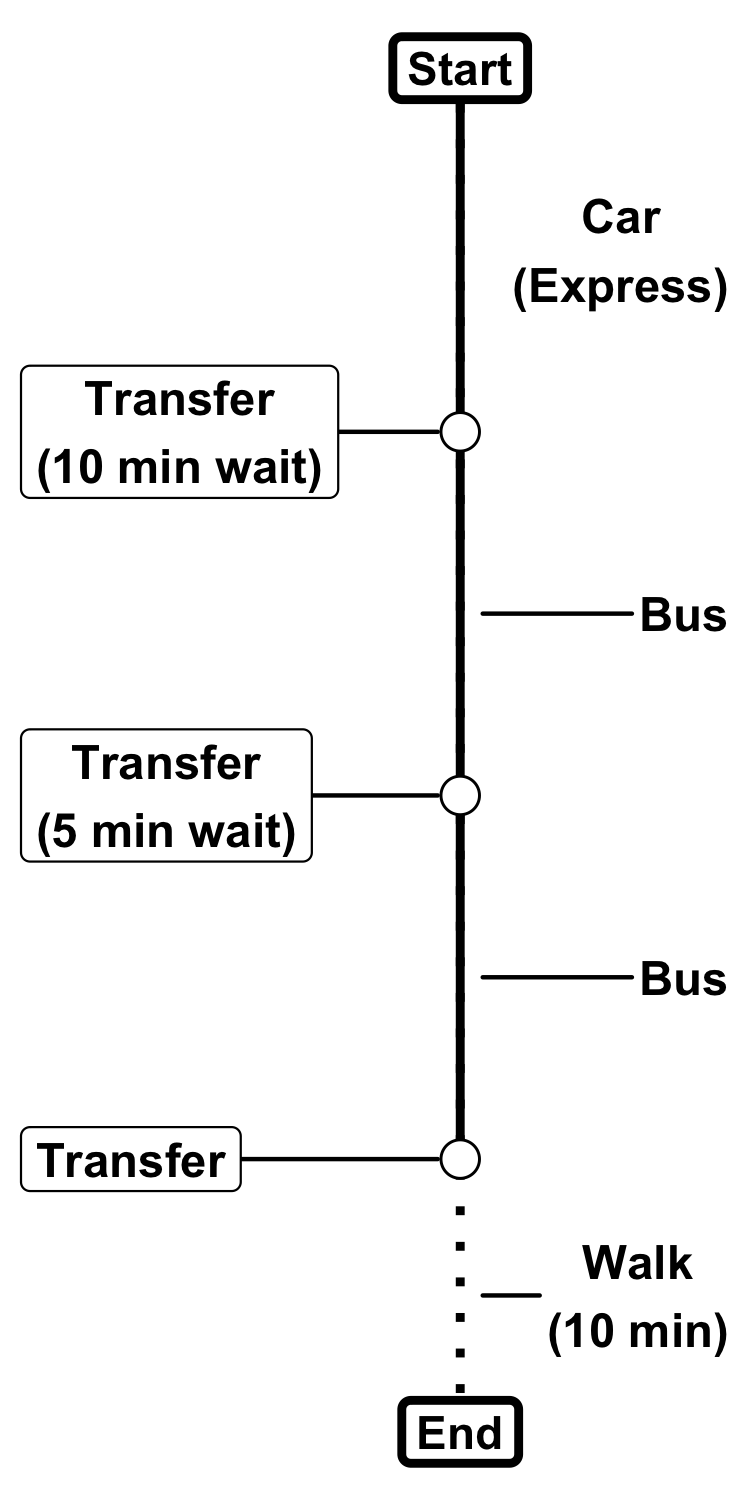 Start
Car
(Express)
Transfer
(10 min wait)
Bus
Transfer
(5 min wait)
Bus
Transfer
Walk
(10 min)
End